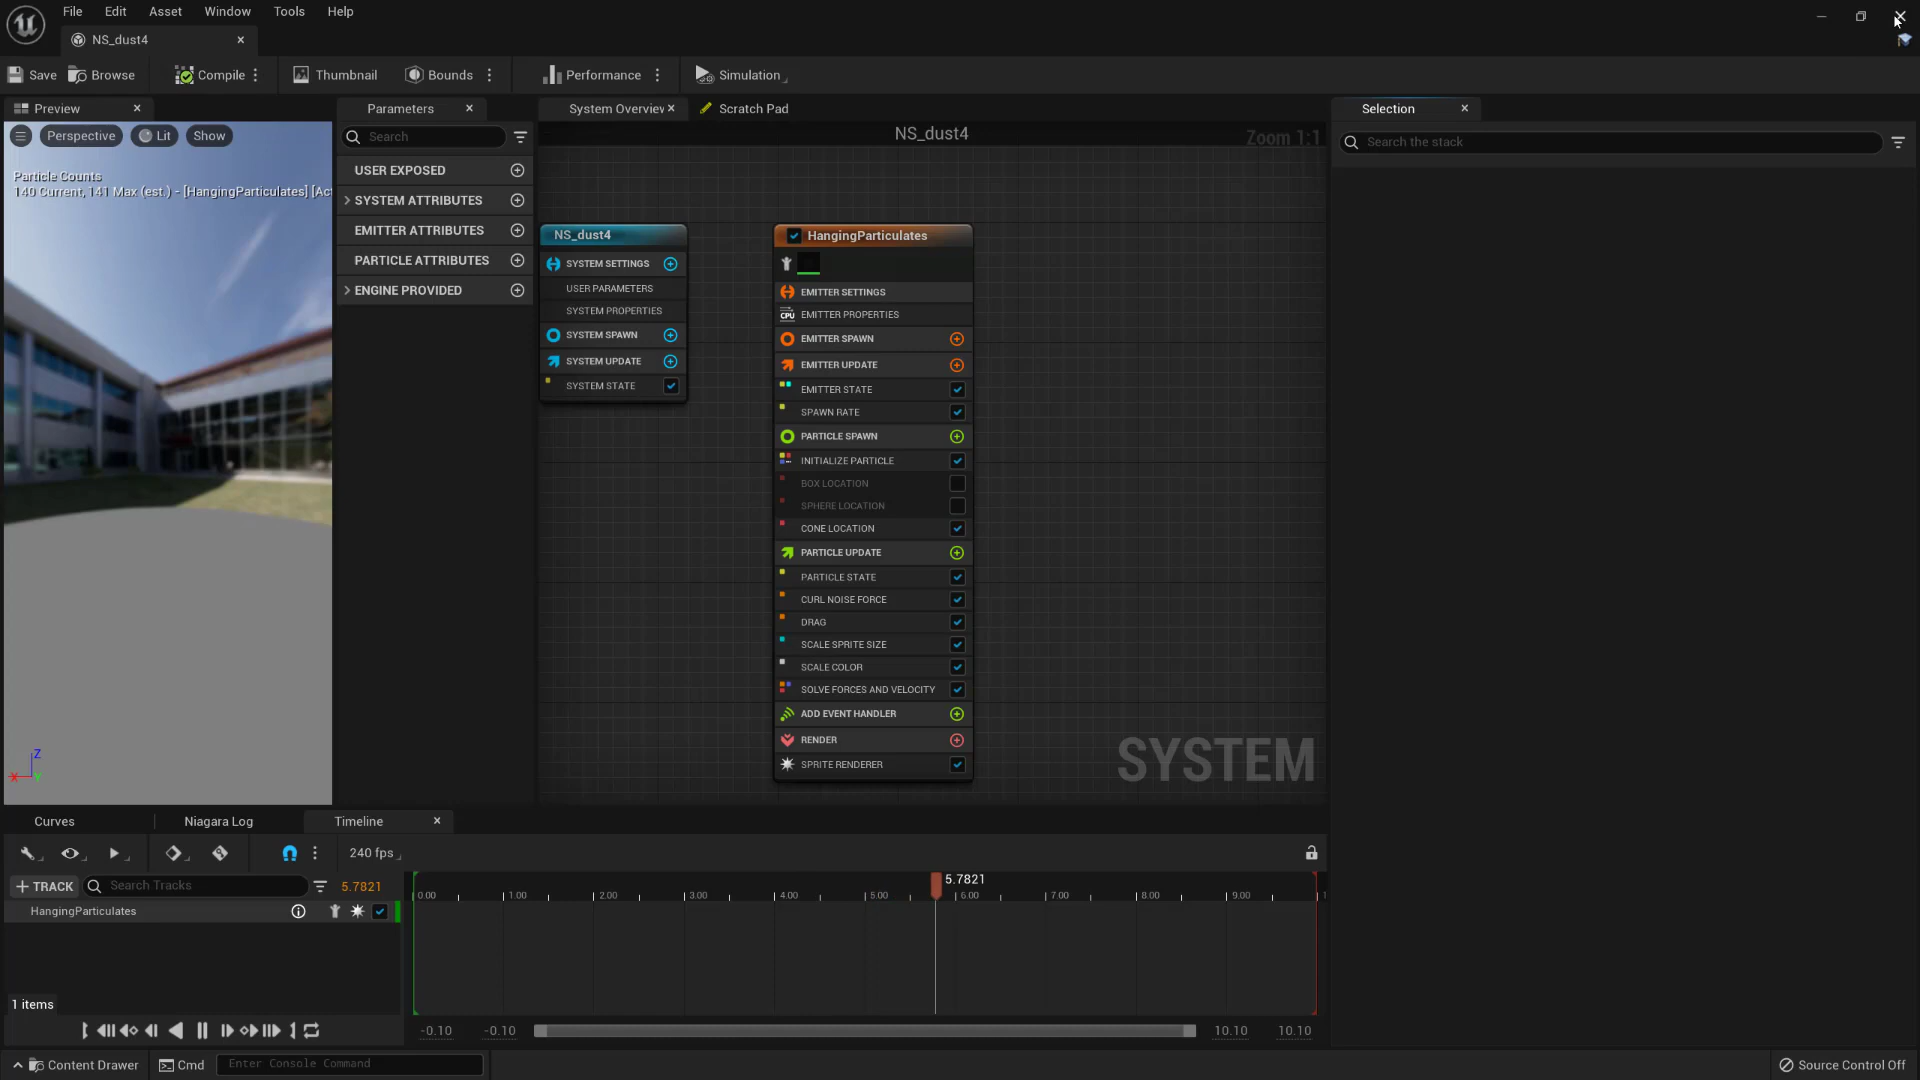 File Edit Asset Window Tools Help
NS_dust4
Save Browse Compile Thumbnail Bounds Performance Simulation
Preview Parameters System Overview Scratch Pad Selection
Perspective Lit Show
Search
NS_dust4
Zoom 1:1
Search the stack
Particle Counts
140 Current, 141 Max (est.) - [HangingParticulates] [Ac
USER EXPOSED
SYSTEM ATTRIBUTES
EMITTER ATTRIBUTES
PARTICLE ATTRIBUTES
ENGINE PROVIDED
NS_dust4
SYSTEM SETTINGS
USER PARAMETERS
SYSTEM PROPERTIES
SYSTEM SPAWN
SYSTEM UPDATE
SYSTEM STATE
HangingParticulates
EMITTER SETTINGS
CPU EMITTER PROPERTIES
EMITTER SPAWN
EMITTER UPDATE
EMITTER STATE
SPAWN RATE
PARTICLE SPAWN
INITIALIZE PARTICLE
BOX LOCATION
SPHERE LOCATION
CONE LOCATION
PARTICLE UPDATE
PARTICLE STATE
CURL NOISE FORCE
DRAG
SCALE SPRITE SIZE
SCALE COLOR
SOLVE FORCES AND VELOCITY
ADD EVENT HANDLER
RENDER
SPRITE RENDERER
SYSTEM
Z
X Y
Curves Niagara Log Timeline
240 fps
TRACK Search Tracks 5.7821
5.7821
0.00 1.00 2.00 3.00 4.00 5.00 6.00 7.00 8.00 9.00 1
HangingParticulates
1 items
-0.10 -0.10 10.10 10.10
Content Drawer Cmd Enter Console Command Source Control Off